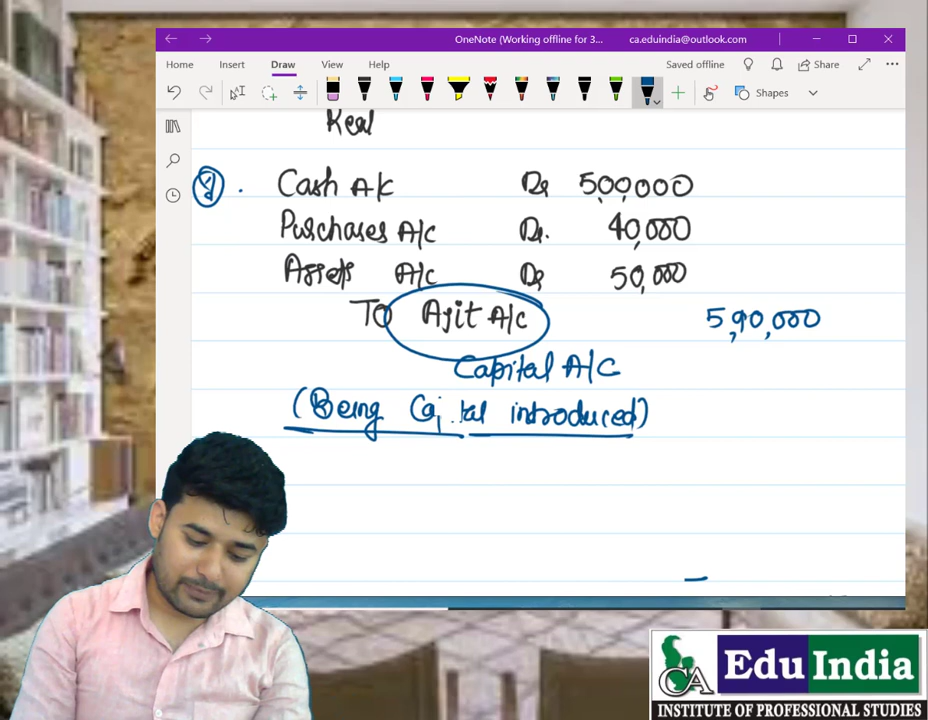 OneNote (Working offline for 3... ca.eduindia@outlook.com
Home Insert Draw View Help Saved offline Share
Shapes
Real
Cash A/c Dr 5,00,000
Purchases A/c Dr. 40,000
Assets A/c Dr 50,000
To Ajit A/c 5,90,000
Capital A/C
(Being Capital introduced)
CA
Edu India
INSTITUTE OF PROFESSIONAL STUDIES